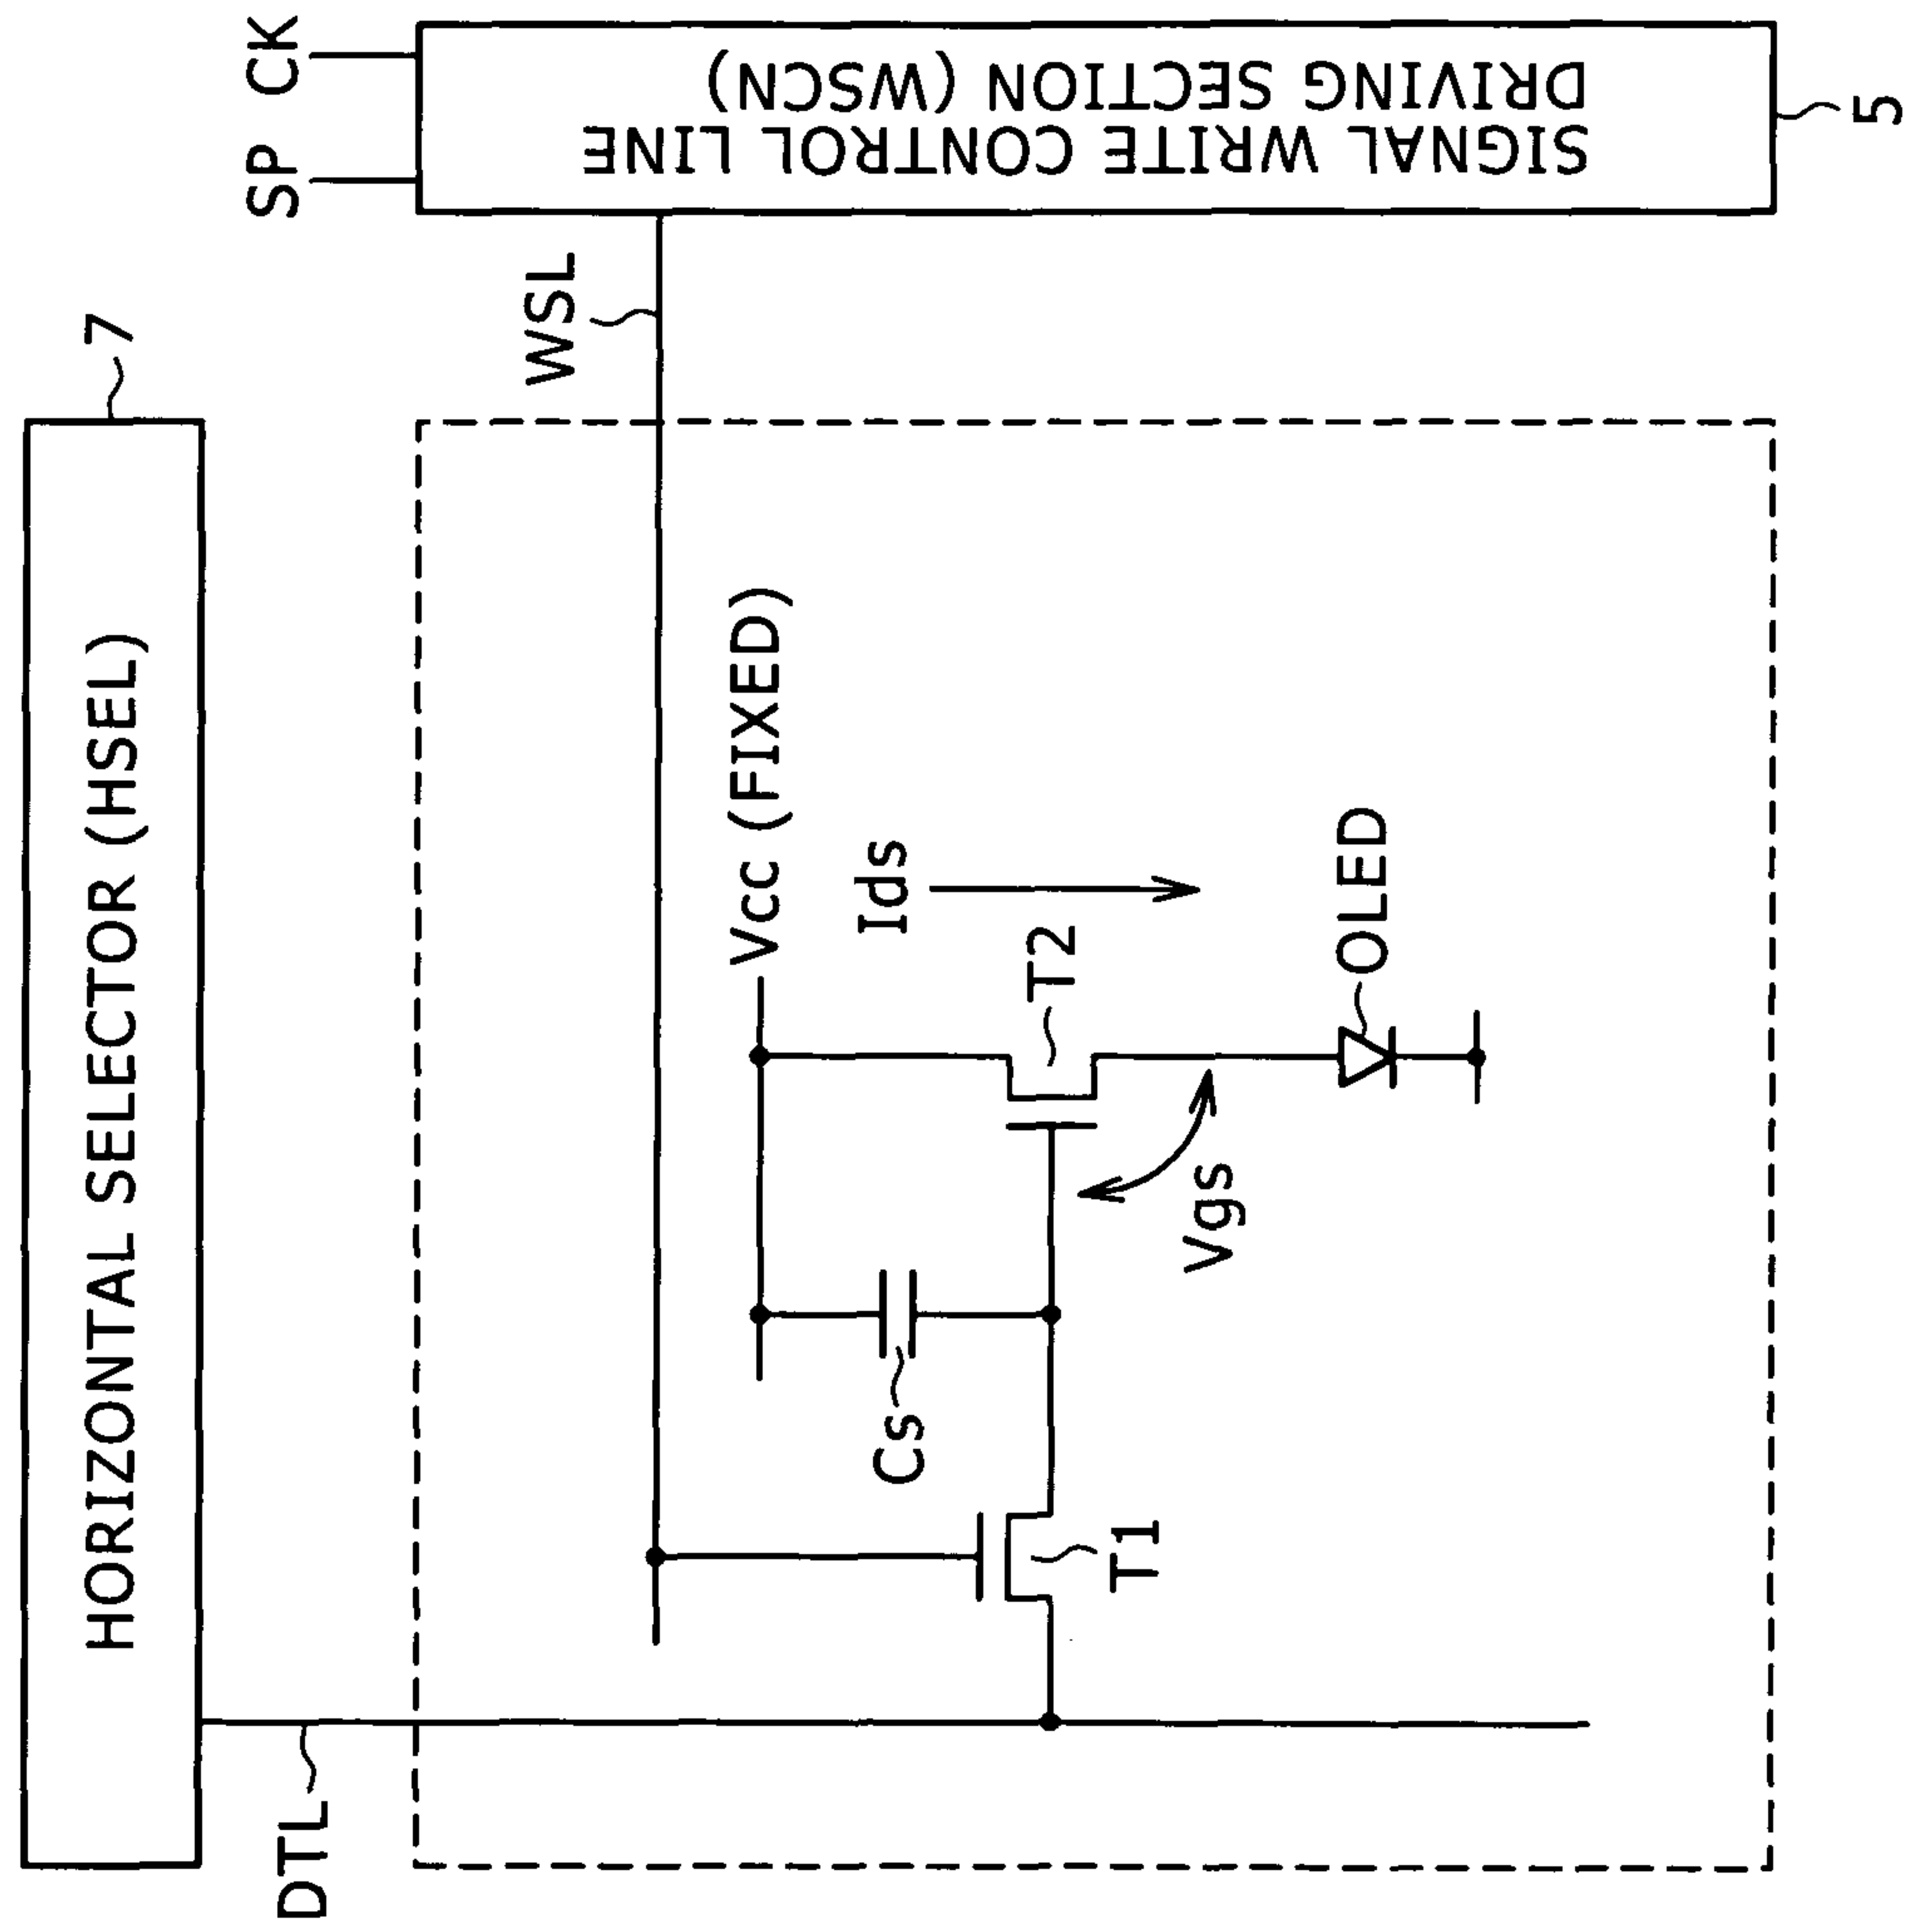 HORIZONTAL SELECTOR (HSEL)
7
DTL
WSL
SP
CK
SIGNAL WRITE CONTROL LINE
DRIVING SECTION (WSCN)
5
Vcc (FIXED)
Ids
Cs
T2
T1
Vgs
OLED